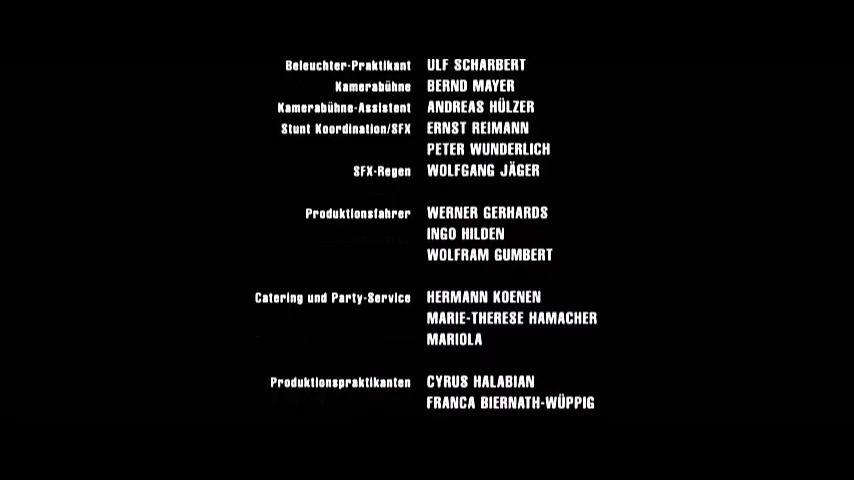 Beleuchter-Praktikant ULF SCHARBERT
Kamerabühne BERND MAYER
Kamerabühne-Assistent ANDREAS HÜLZER
Stunt Koordination/SFX ERNST REIMANN
PETER WUNDERLICH
SFX-Regen WOLFGANG JÄGER
Produktionsfahrer WERNER GERHARDS
INGO HILDEN
WOLFRAM GUMBERT
Catering und Party-Service HERMANN KOENEN
MARIE-THERESE HAMACHER
MARIOLA
Produktionspraktikanten CYRUS HALABIAN
FRANCA BIERNATH-WÜPPIG